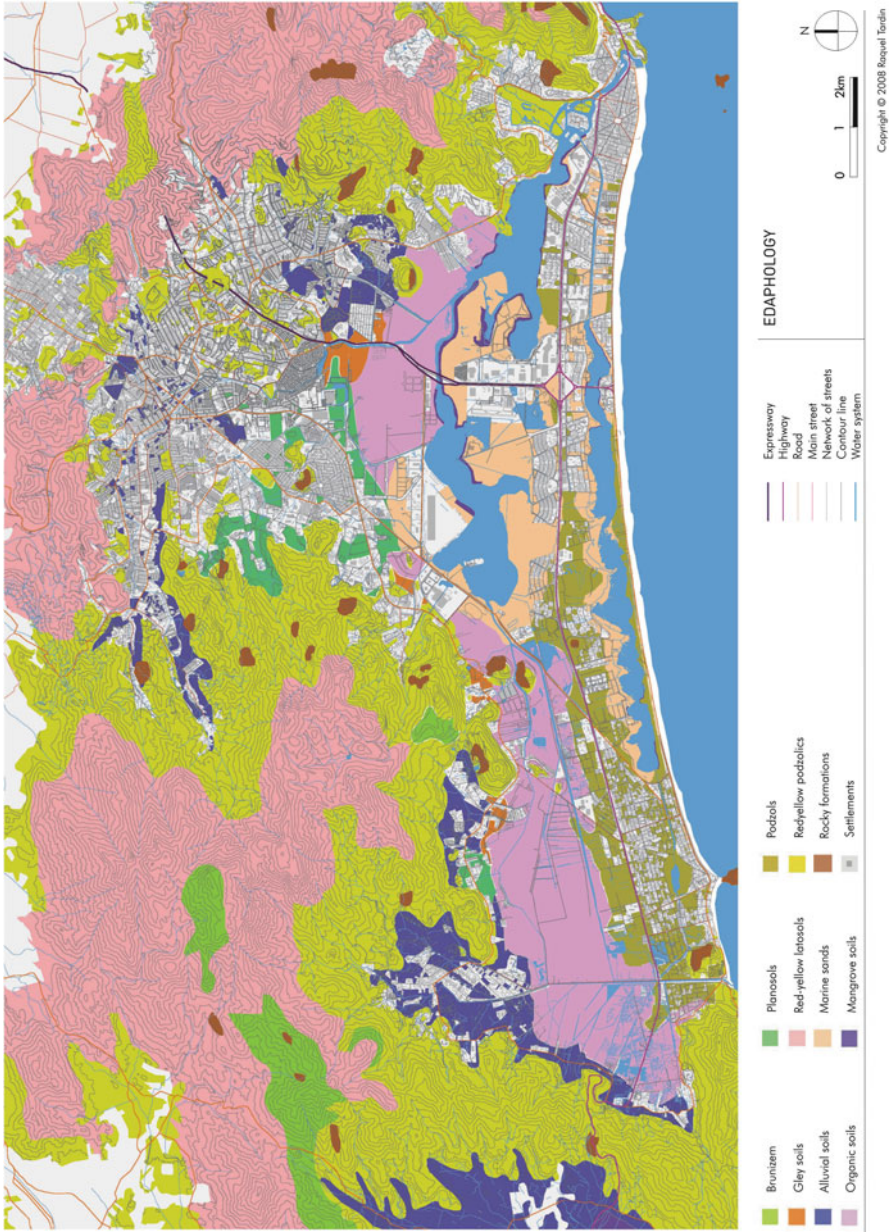 EDAPHOLOGY
N
0 1 2km
Brunizem
Gley soils
Alluvial soils
Organic soils
Planosols
Red-yellow latosols
Marine sands
Mangrove soils
Podzols
Redyellow podzolics
Rocky formations
Settlements
Expressway
Highway
Road
Main street
Network of streets
Contour line
Water system
Copyright © 2008 Raquel Tardin